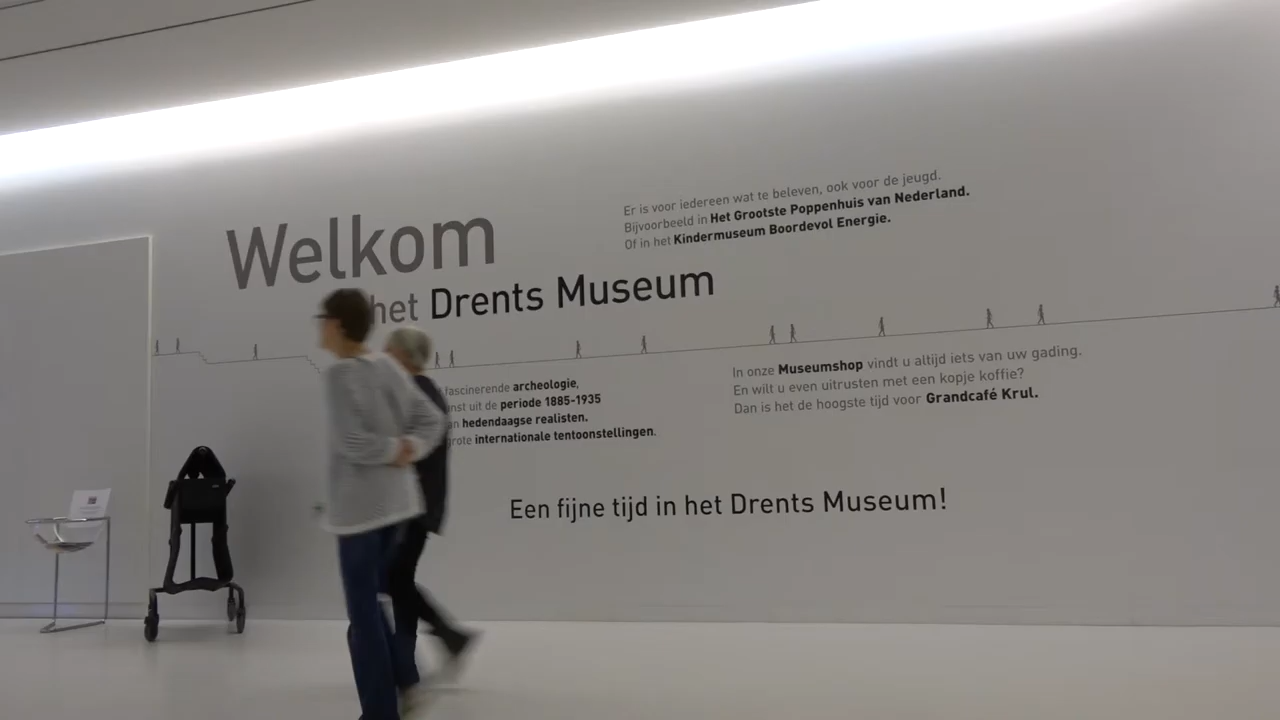 Welkom
het Drents Museum
Er is voor iedereen wat te beleven, ook voor de jeugd.
Bijvoorbeeld in Het Grootste Poppenhuis van Nederland.
Of in het Kindermuseum Boordevol Energie.
fascinerende archeologie,
uit de periode 1885-1935
hedendaagse realisten.
internationale tentoonstellingen.
In onze Museumshop vindt u altijd iets van uw gading.
En wilt u even uitrusten met een kopje koffie?
Dan is het de hoogste tijd voor Grandcafé Krul.
Een fijne tijd in het Drents Museum!